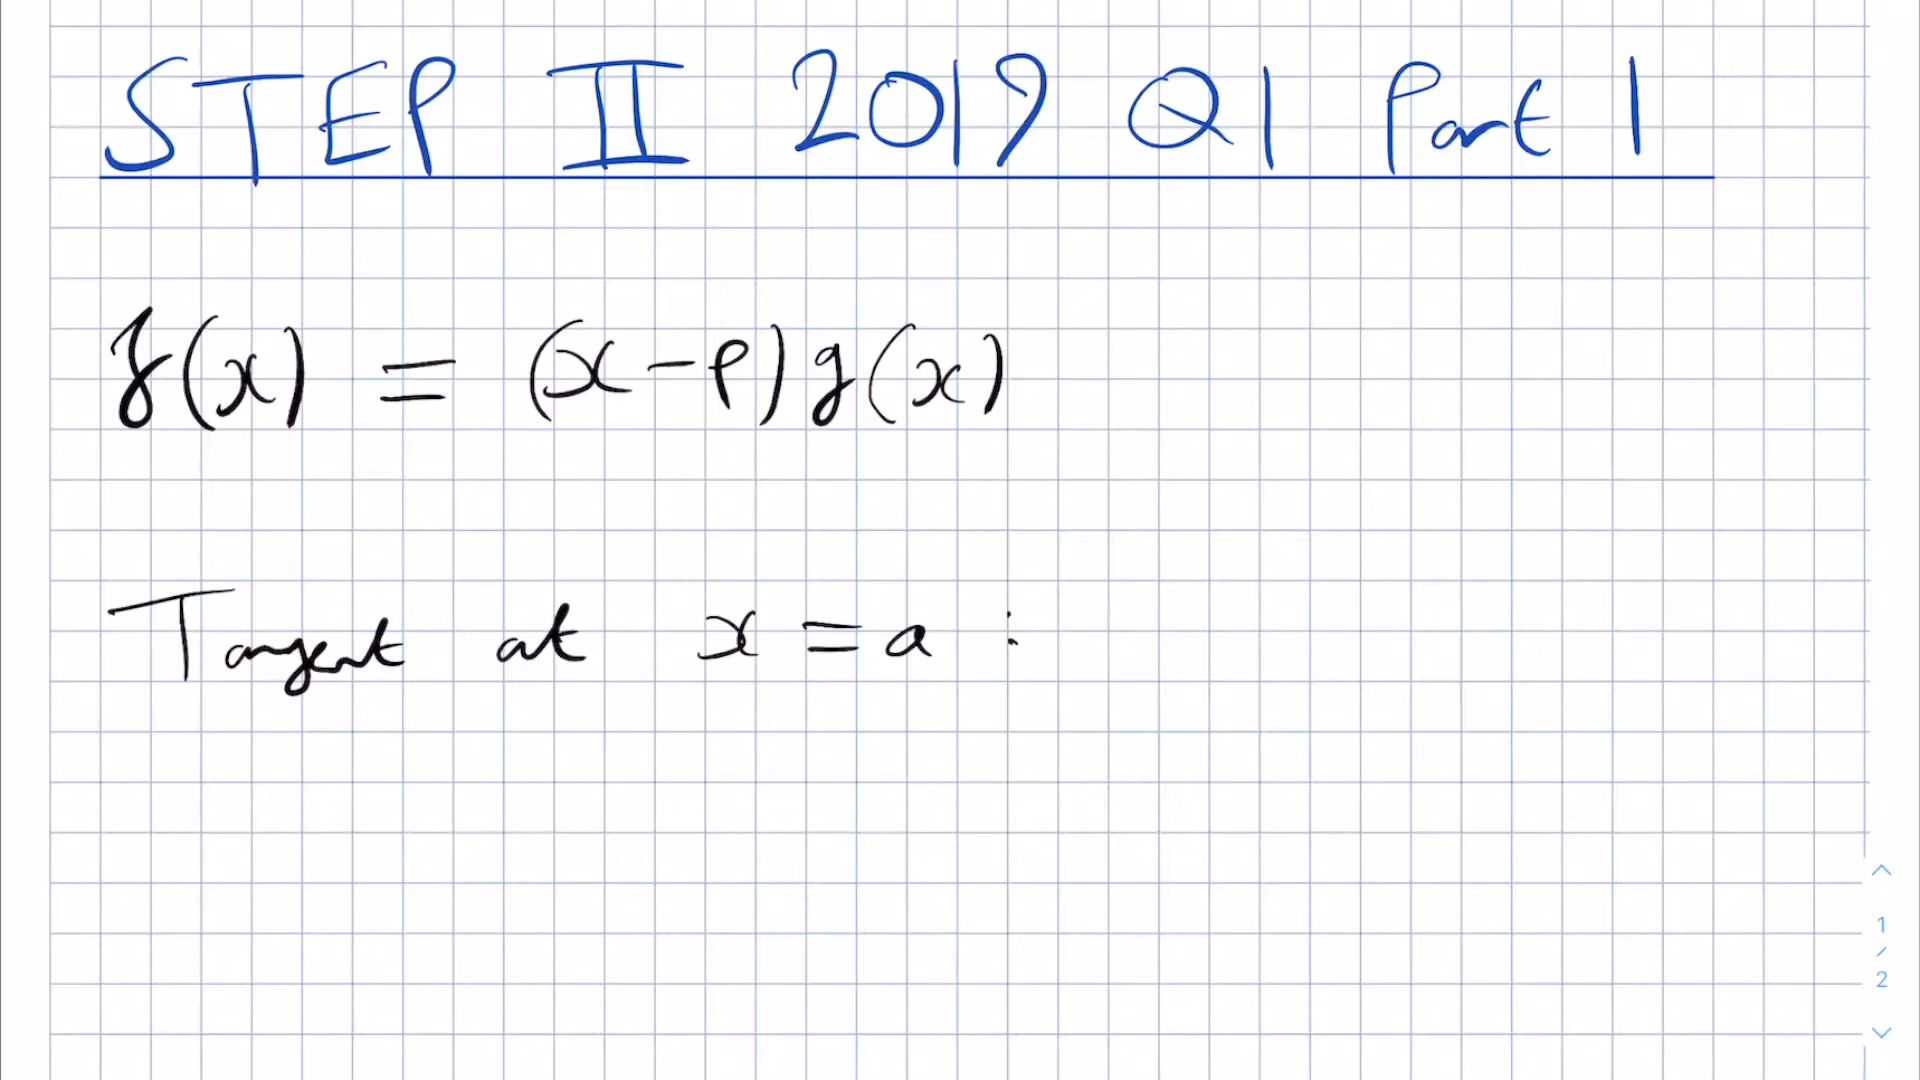 STEP II 2019 Q1 Part 1
f(x) = (x-p)g(x)
Tangent at x = a :
1
/
2